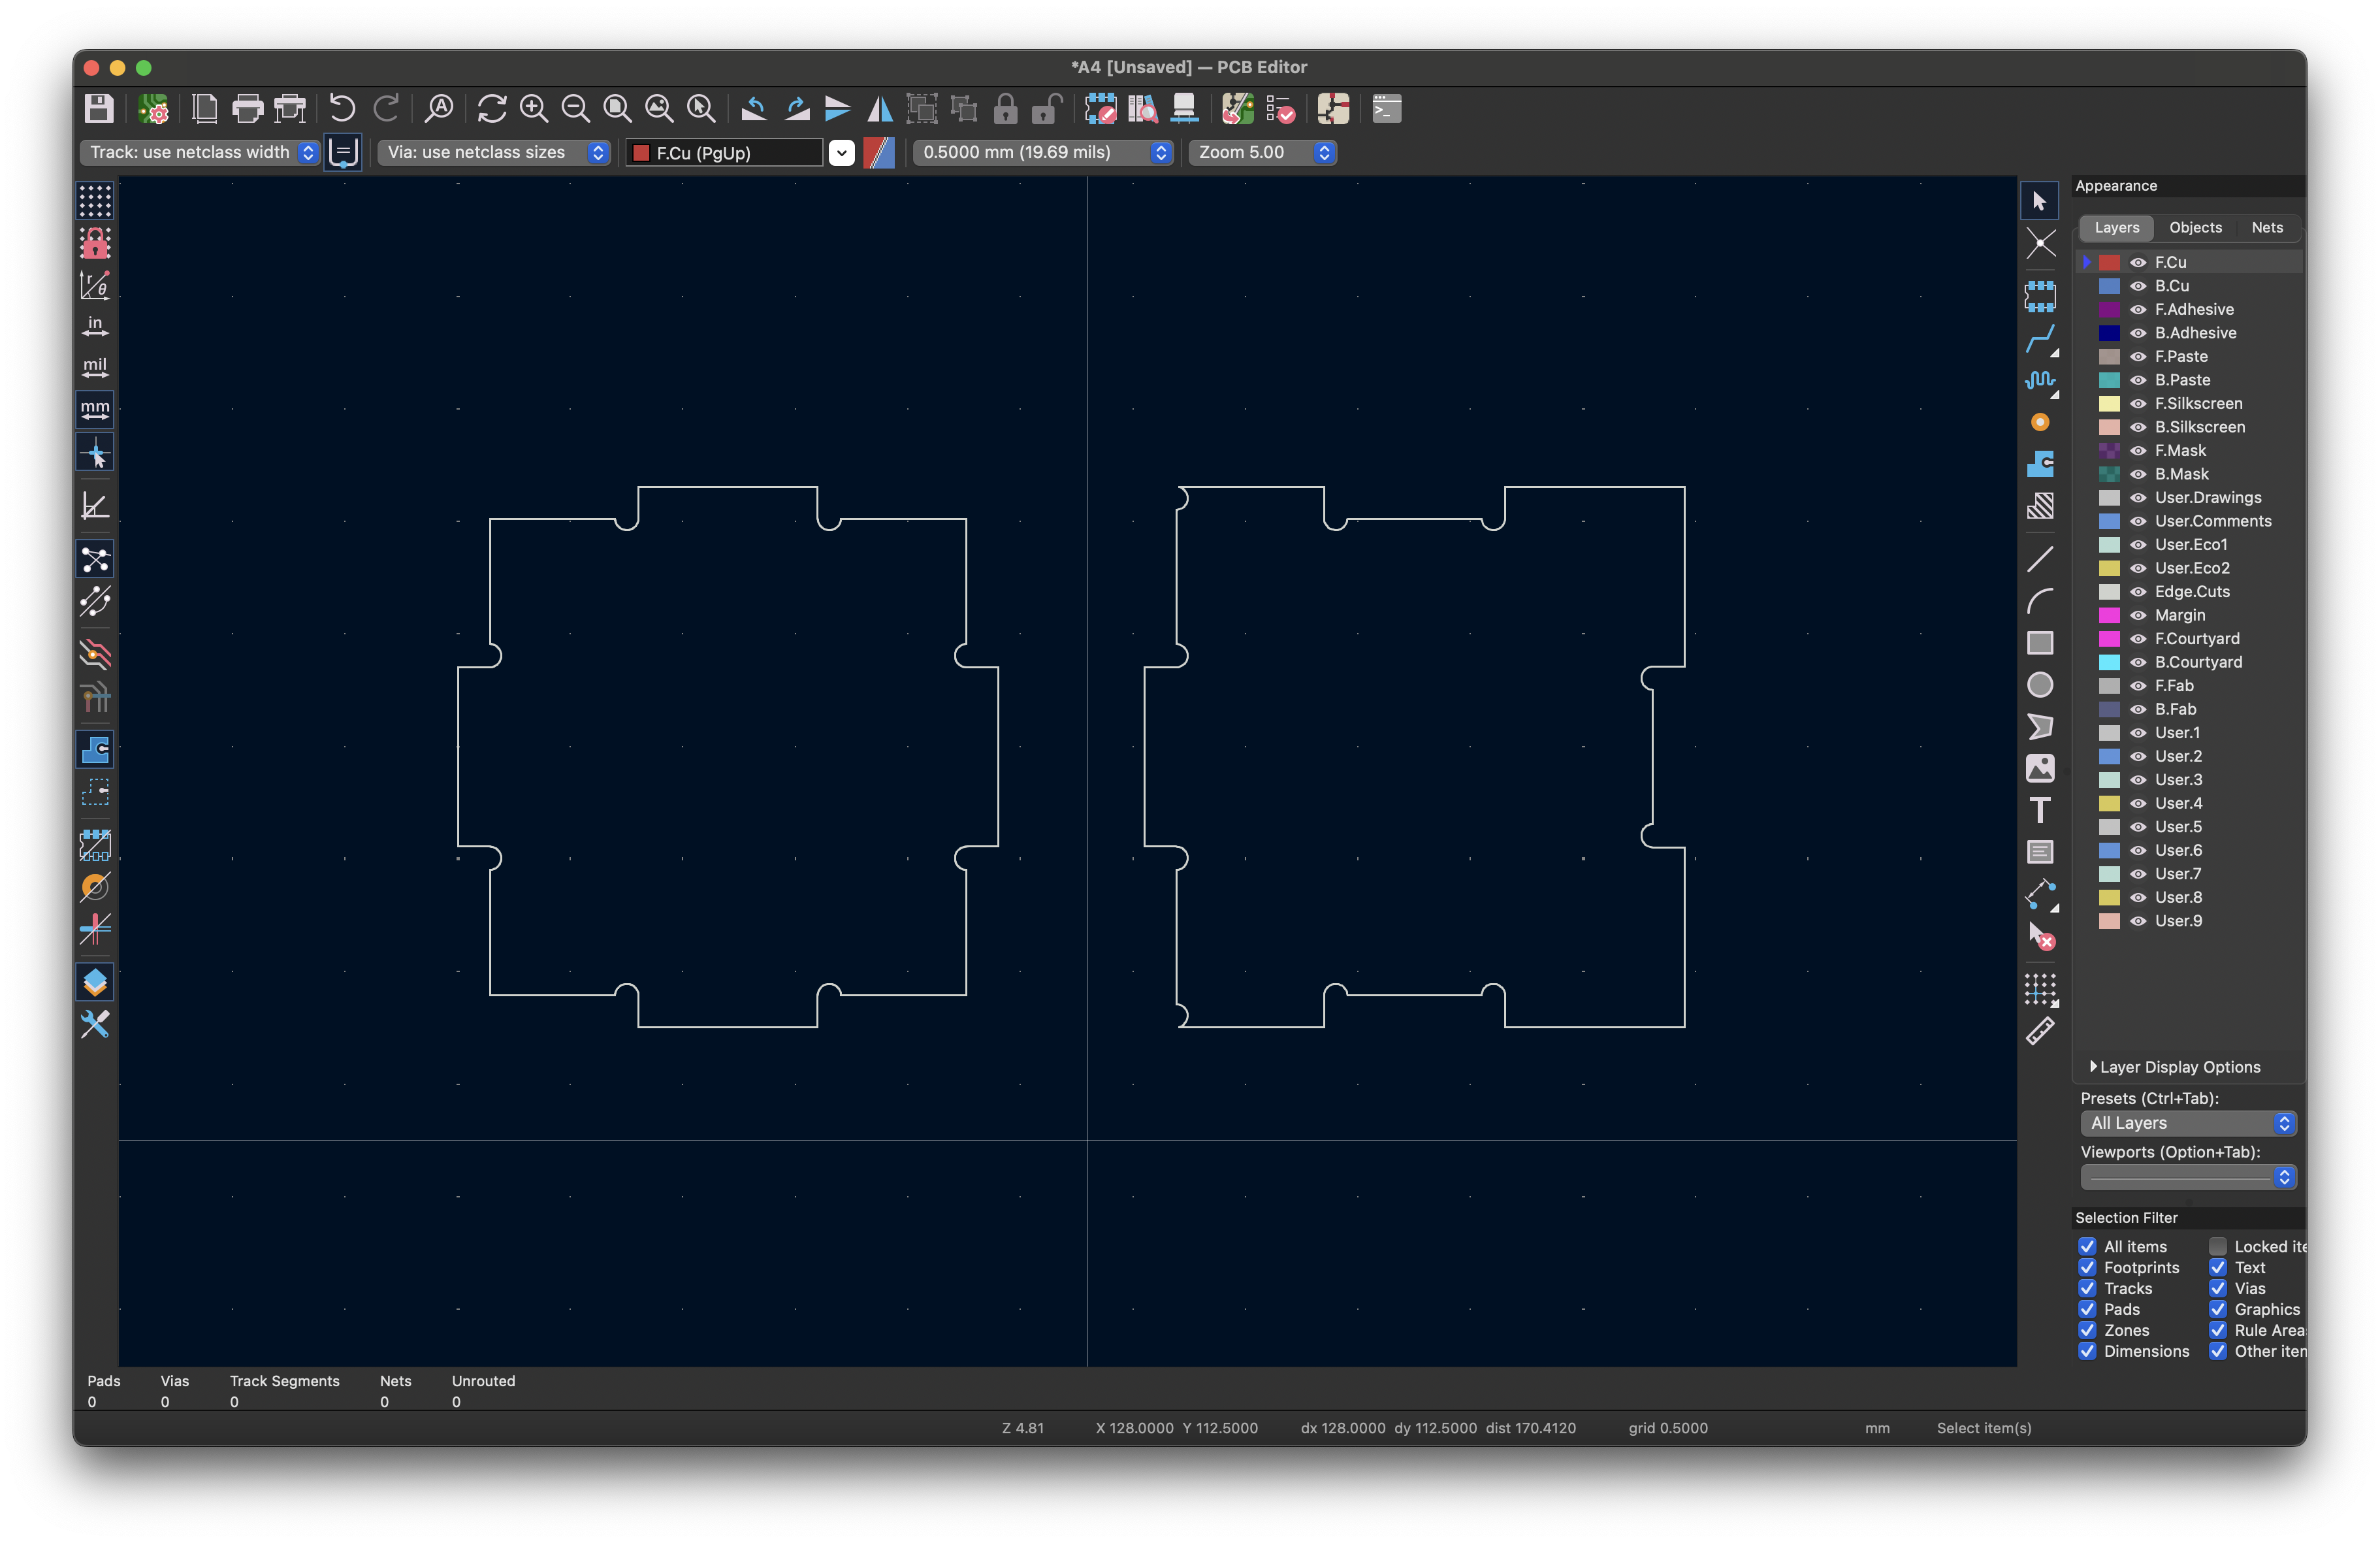 *A4 [Unsaved] — PCB Editor
Track: use netclass width
Via: use netclass sizes
F.Cu (PgUp)
0.5000 mm (19.69 mils)
Zoom 5.00
in
mil
mm
Appearance
Layers Objects Nets
F.Cu
B.Cu
F.Adhesive
B.Adhesive
F.Paste
B.Paste
F.Silkscreen
B.Silkscreen
F.Mask
B.Mask
User.Drawings
User.Comments
User.Eco1
User.Eco2
Edge.Cuts
Margin
F.Courtyard
B.Courtyard
F.Fab
B.Fab
User.1
User.2
User.3
User.4
User.5
User.6
User.7
User.8
User.9
Layer Display Options
Presets (Ctrl+Tab):
All Layers
Viewports (Option+Tab):
Selection Filter
All items Locked ite
Footprints Text
Tracks Vias
Pads Graphics
Zones Rule Area
Dimensions Other iten
Pads Vias Track Segments Nets Unrouted
0 0 0 0 0
Z 4.81 X 128.0000 Y 112.5000 dx 128.0000 dy 112.5000 dist 170.4120 grid 0.5000 mm Select item(s)